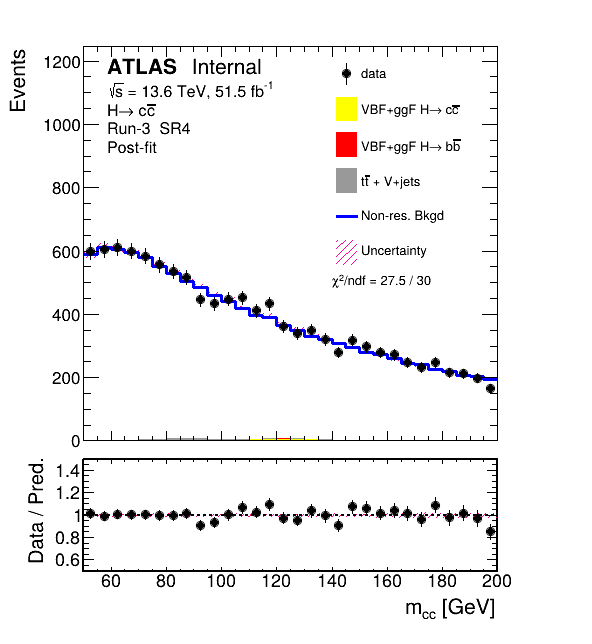 Events
1200
1000
800
600
400
200
0
ATLAS Internal
√s = 13.6 TeV, 51.5 fb⁻¹
H→ cc̅
Run-3 SR4
Post-fit
data
VBF+ggF H→ cc̅
VBF+ggF H→ bb̅
tt̅ + V+jets
Non-res. Bkgd
Uncertainty
χ²/ndf = 27.5 / 30
Data / Pred.
1.4
1.2
1
0.8
0.6
60 80 100 120 140 160 180 200
m_cc [GeV]